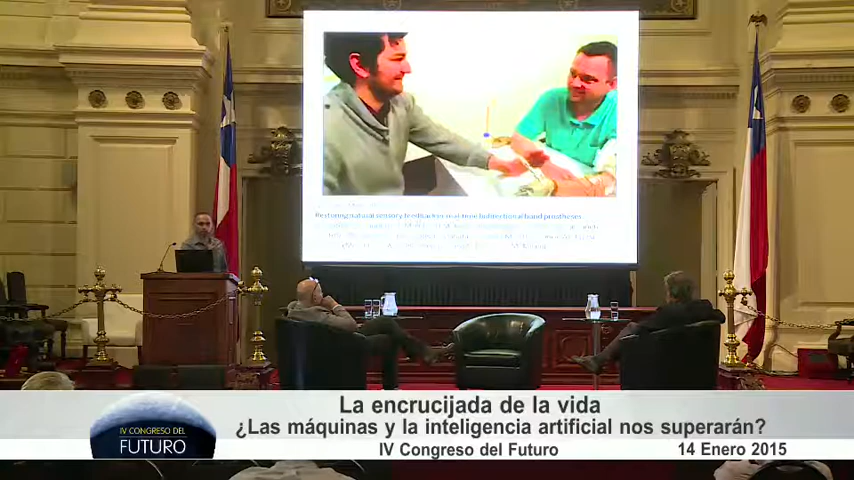 Restoring natural sensory feedback in real-time bidirectional hand prostheses
La encrucijada de la vida
¿Las máquinas y la inteligencia artificial nos superarán?
IV Congreso del Futuro
14 Enero 2015
IV CONGRESO DEL
FUTURO